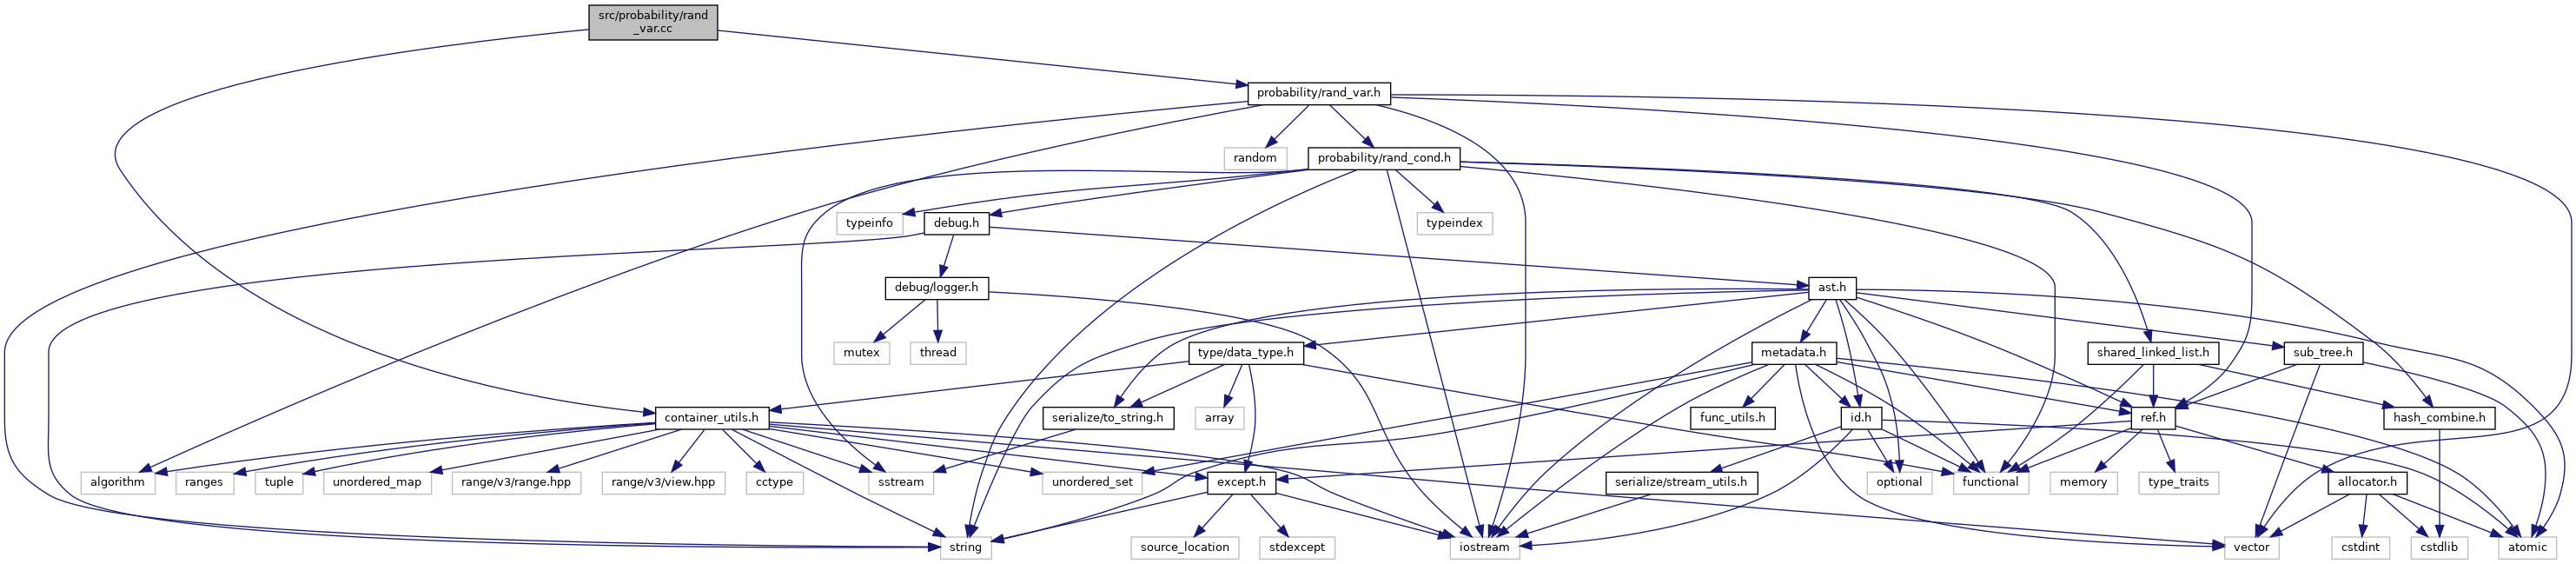 src/probability/rand
_var.cc
probability/rand_var.h
random
probability/rand_cond.h
typeinfo
debug.h
typeindex
debug/logger.h
ast.h
mutex
thread
type/data_type.h
metadata.h
shared_linked_list.h
sub_tree.h
container_utils.h
serialize/to_string.h
array
func_utils.h
id.h
ref.h
hash_combine.h
algorithm
ranges
tuple
unordered_map
range/v3/range.hpp
range/v3/view.hpp
cctype
sstream
unordered_set
except.h
serialize/stream_utils.h
optional
functional
memory
type_traits
allocator.h
string
source_location
stdexcept
iostream
vector
cstdint
cstdlib
atomic